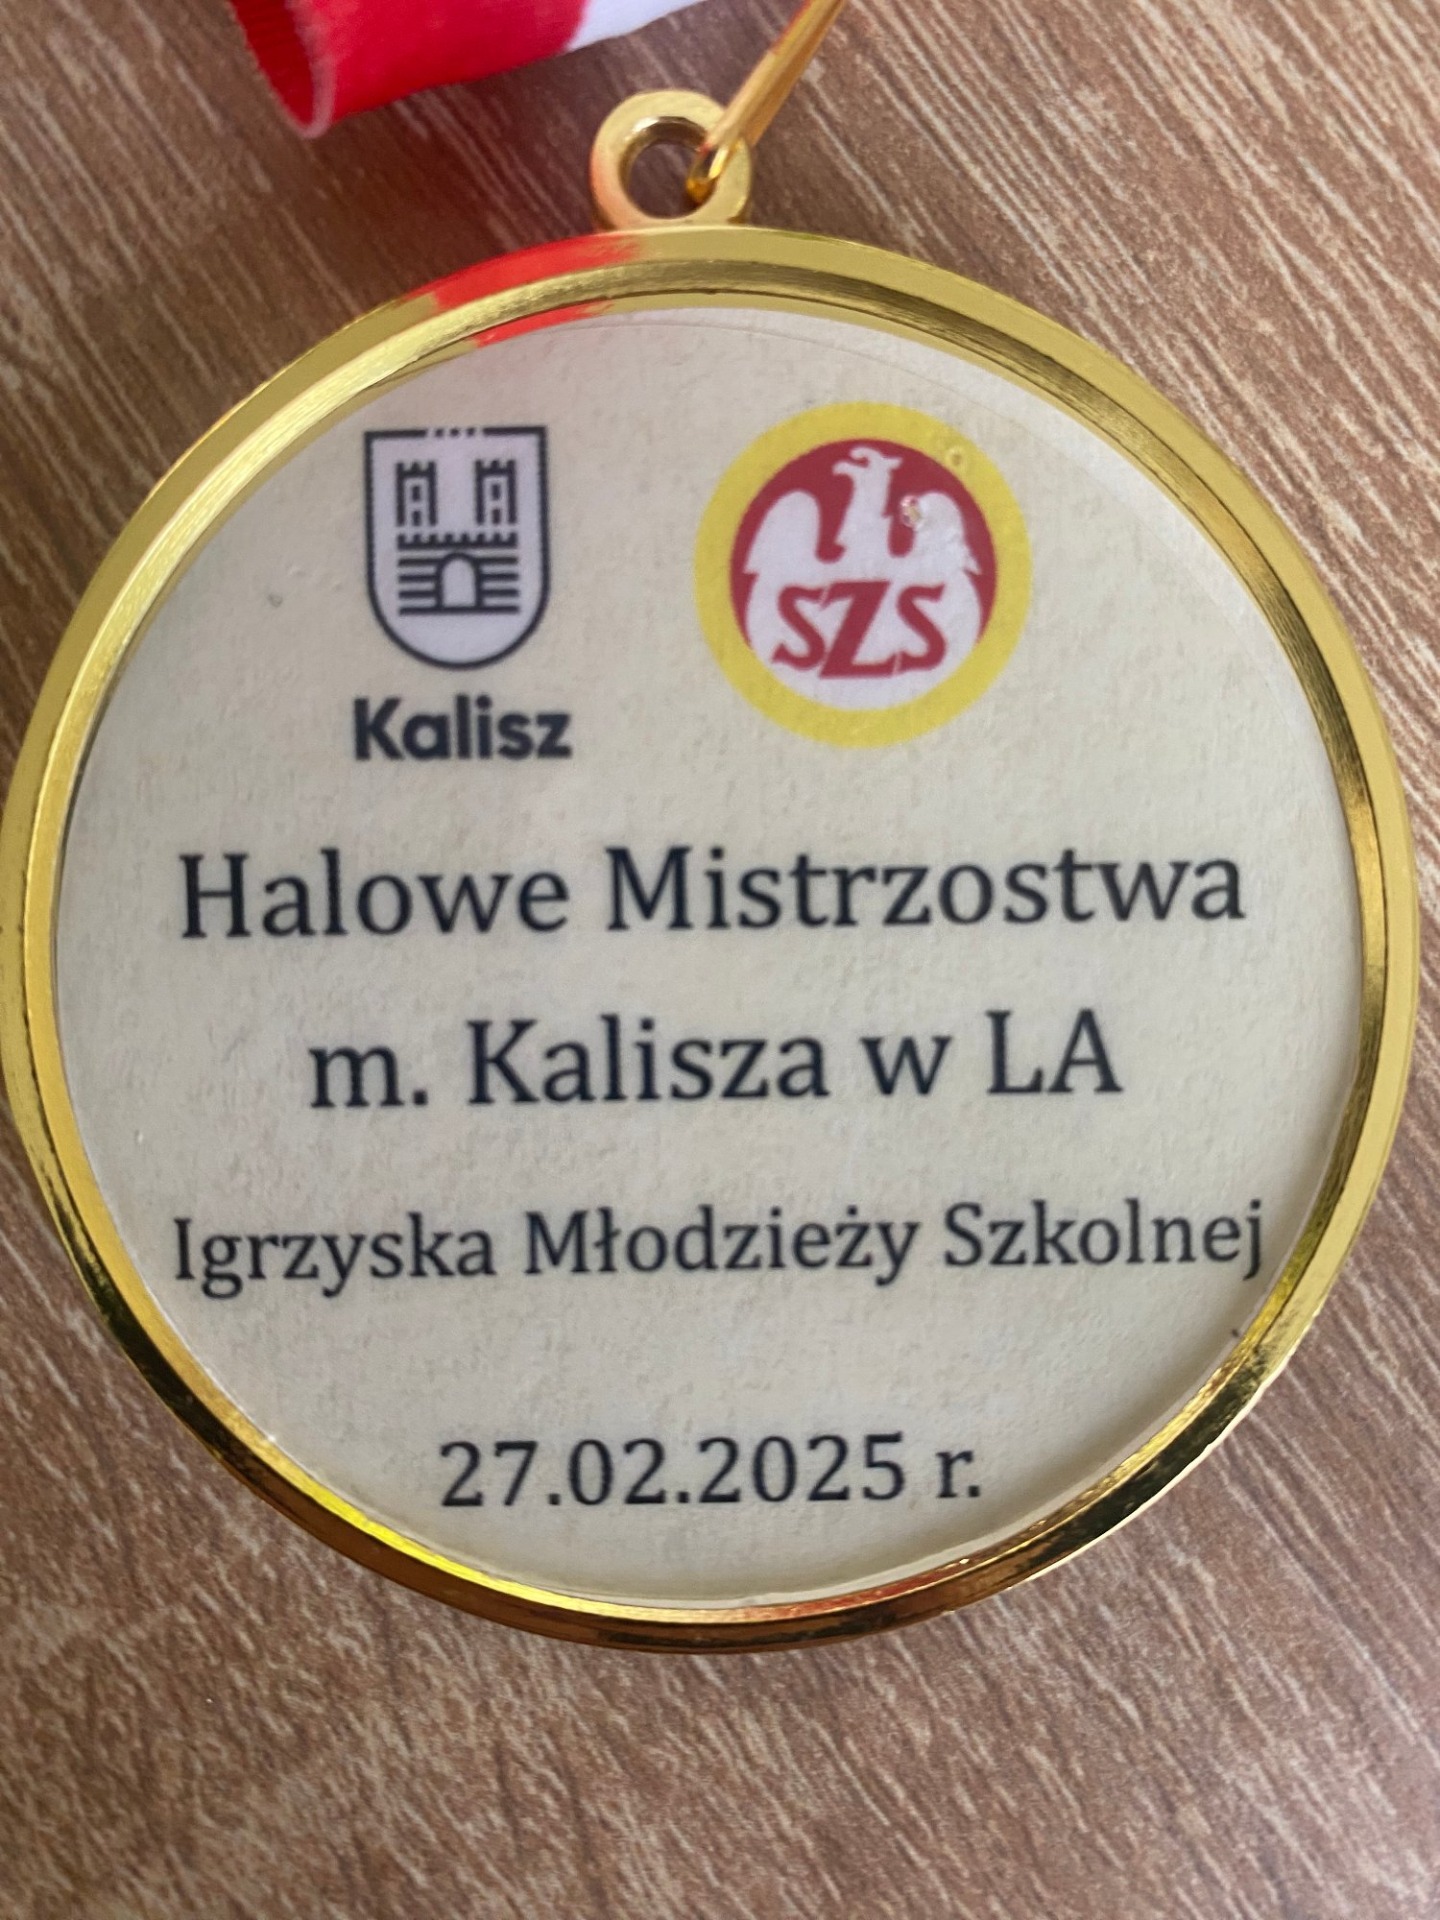 Kalisz
SZS
Halowe Mistrzostwa
m. Kalisza w LA
Igrzyska Młodzieży Szkolnej
27.02.2025 r.